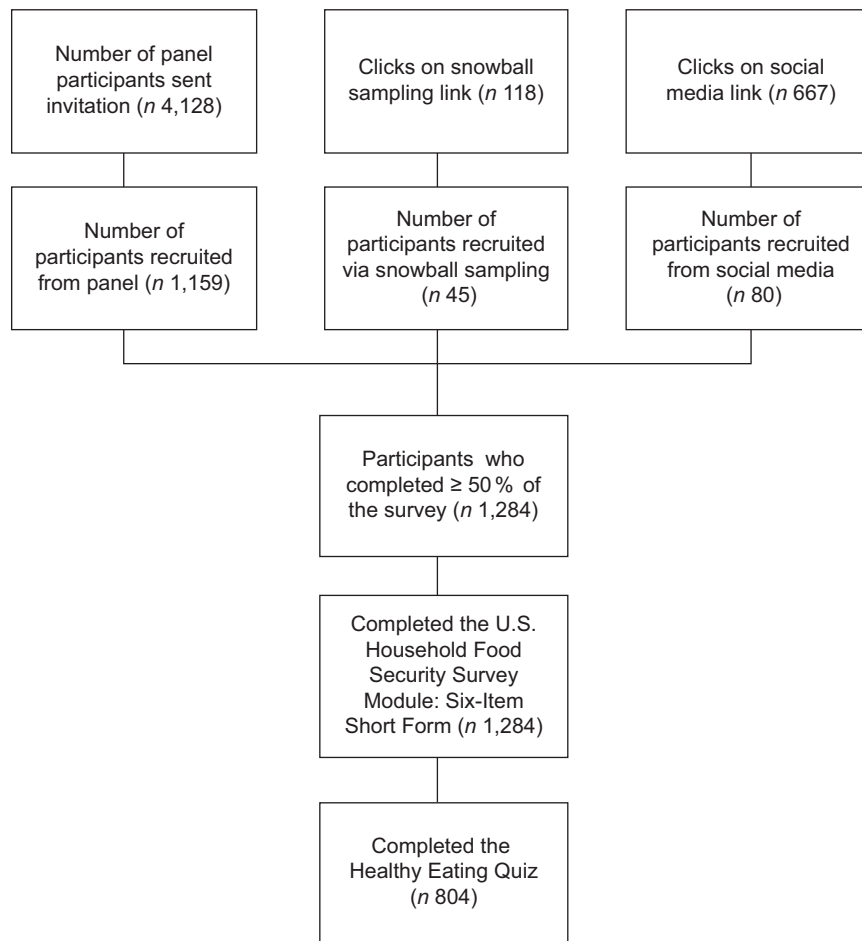 Number of panel
participants sent
invitation (n 4,128)
Clicks on snowball
sampling link (n 118)
Clicks on social
media link (n 667)
Number of
participants recruited
from panel (n 1,159)
Number of
participants recruited
via snowball sampling
(n 45)
Number of
participants recruited
from social media
(n 80)
Participants who
completed ≥ 50 % of
the survey (n 1,284)
Completed the U.S.
Household Food
Security Survey
Module: Six-Item
Short Form (n 1,284)
Completed the
Healthy Eating Quiz
(n 804)